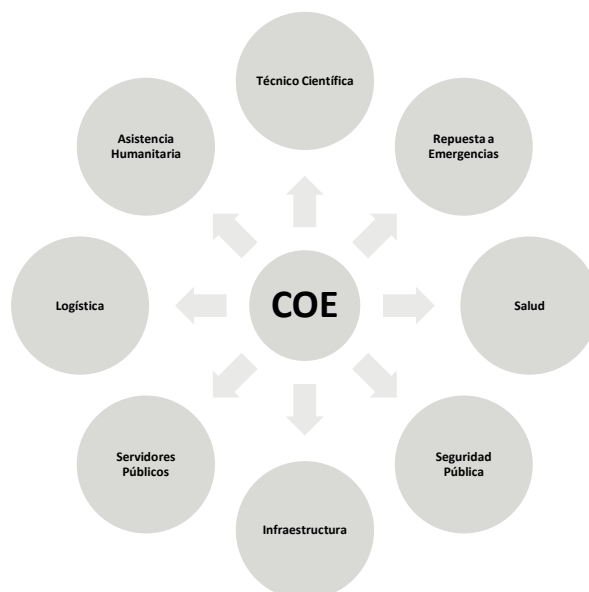 Técnico Científica
Asistencia
Humanitaria
Repuesta a
Emergencias
Logística
COE
Salud
Servidores
Públicos
Seguridad
Pública
Infraestructura